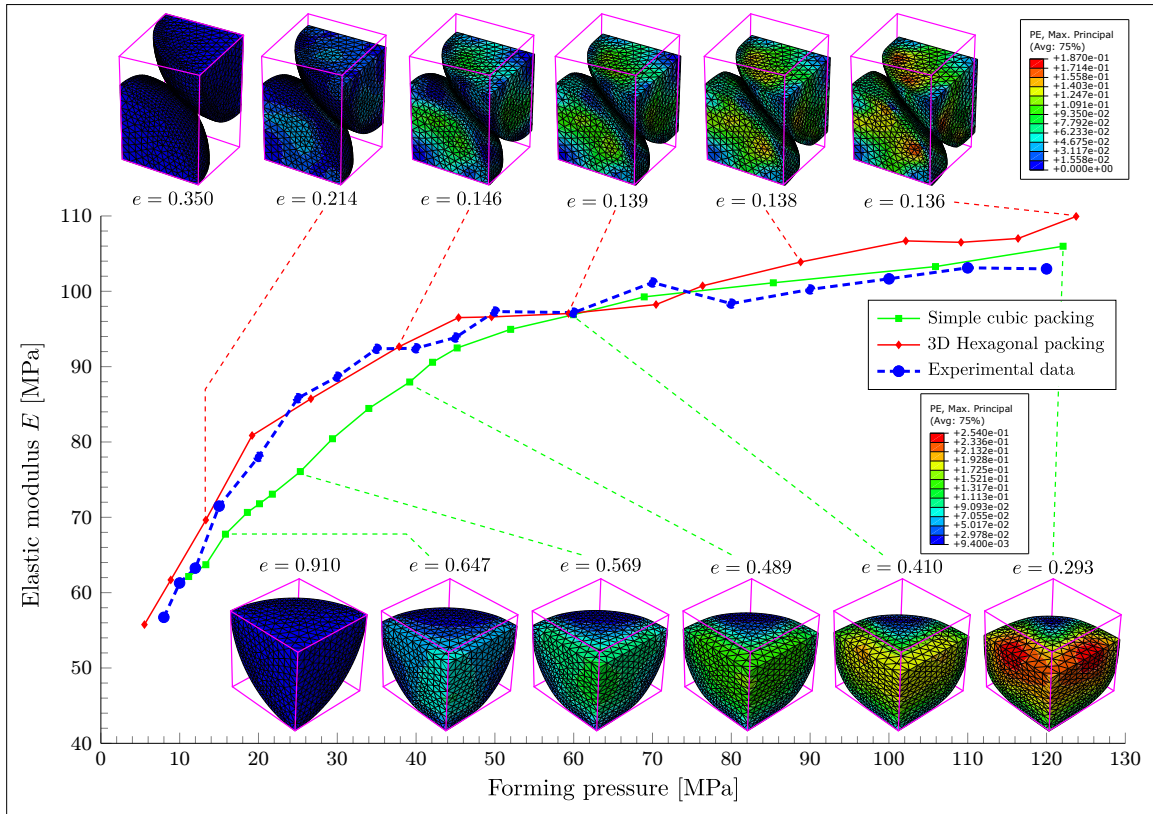 PE, Max. Principal
(Avg: 75%)
+1.870e-01
+1.714e-01
+1.558e-01
+1.403e-01
+1.247e-01
+1.091e-01
+9.350e-02
+7.792e-02
+6.233e-02
+4.675e-02
+3.117e-02
+1.558e-02
+0.000e+00
e = 0.350
e = 0.214
e = 0.146
e = 0.139
e = 0.138
e = 0.136
110
100
90
80
70
60
50
40
Elastic modulus E [MPa]
Simple cubic packing
3D Hexagonal packing
Experimental data
PE, Max. Principal
(Avg: 75%)
+2.540e-01
+2.336e-01
+2.132e-01
+1.928e-01
+1.725e-01
+1.521e-01
+1.317e-01
+1.113e-01
+9.093e-02
+7.055e-02
+5.017e-02
+2.978e-02
+9.400e-03
e = 0.910
e = 0.647
e = 0.569
e = 0.489
e = 0.410
e = 0.293
0
10
20
30
40
50
60
70
80
90
100
110
120
130
Forming pressure [MPa]